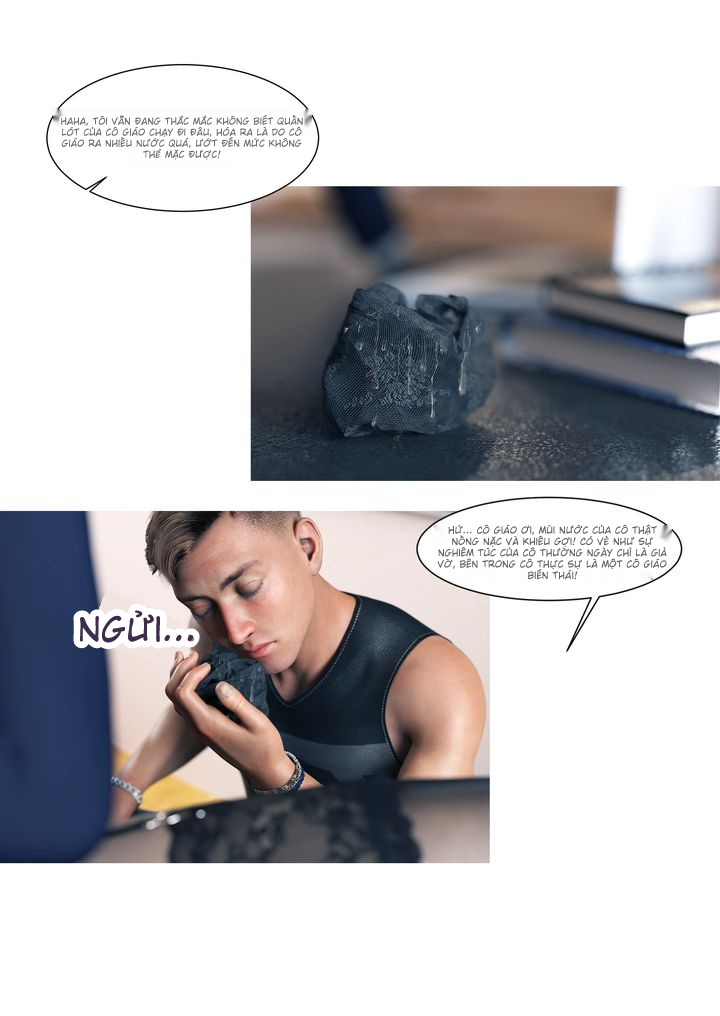 HAHA, TÔI VẪN ĐANG THẮC MẮC KHÔNG BIẾT QUẦN
LÓT CỦA CÔ GIÁO CHẠY ĐI ĐÂU, HÓA RA LÀ DO CÔ
GIÁO RA NHIỀU NƯỚC QUÁ, ƯỚT ĐẾN MỨC KHÔNG
THỂ MẶC ĐƯỢC!
HỪ... CÔ GIÁO ƠI, MÙI NƯỚC CỦA CÔ THẬT
NỒNG NẶC VÀ KHIÊU GỢI! CÓ VẺ NHƯ SỰ
NGHIÊM TÚC CỦA CÔ THƯỜNG NGÀY CHỈ LÀ GIẢ
VỜ, BÊN TRONG CÔ THỰC SỰ LÀ MỘT CÔ GIÁO
BIẾN THÁI!
NGỬI...